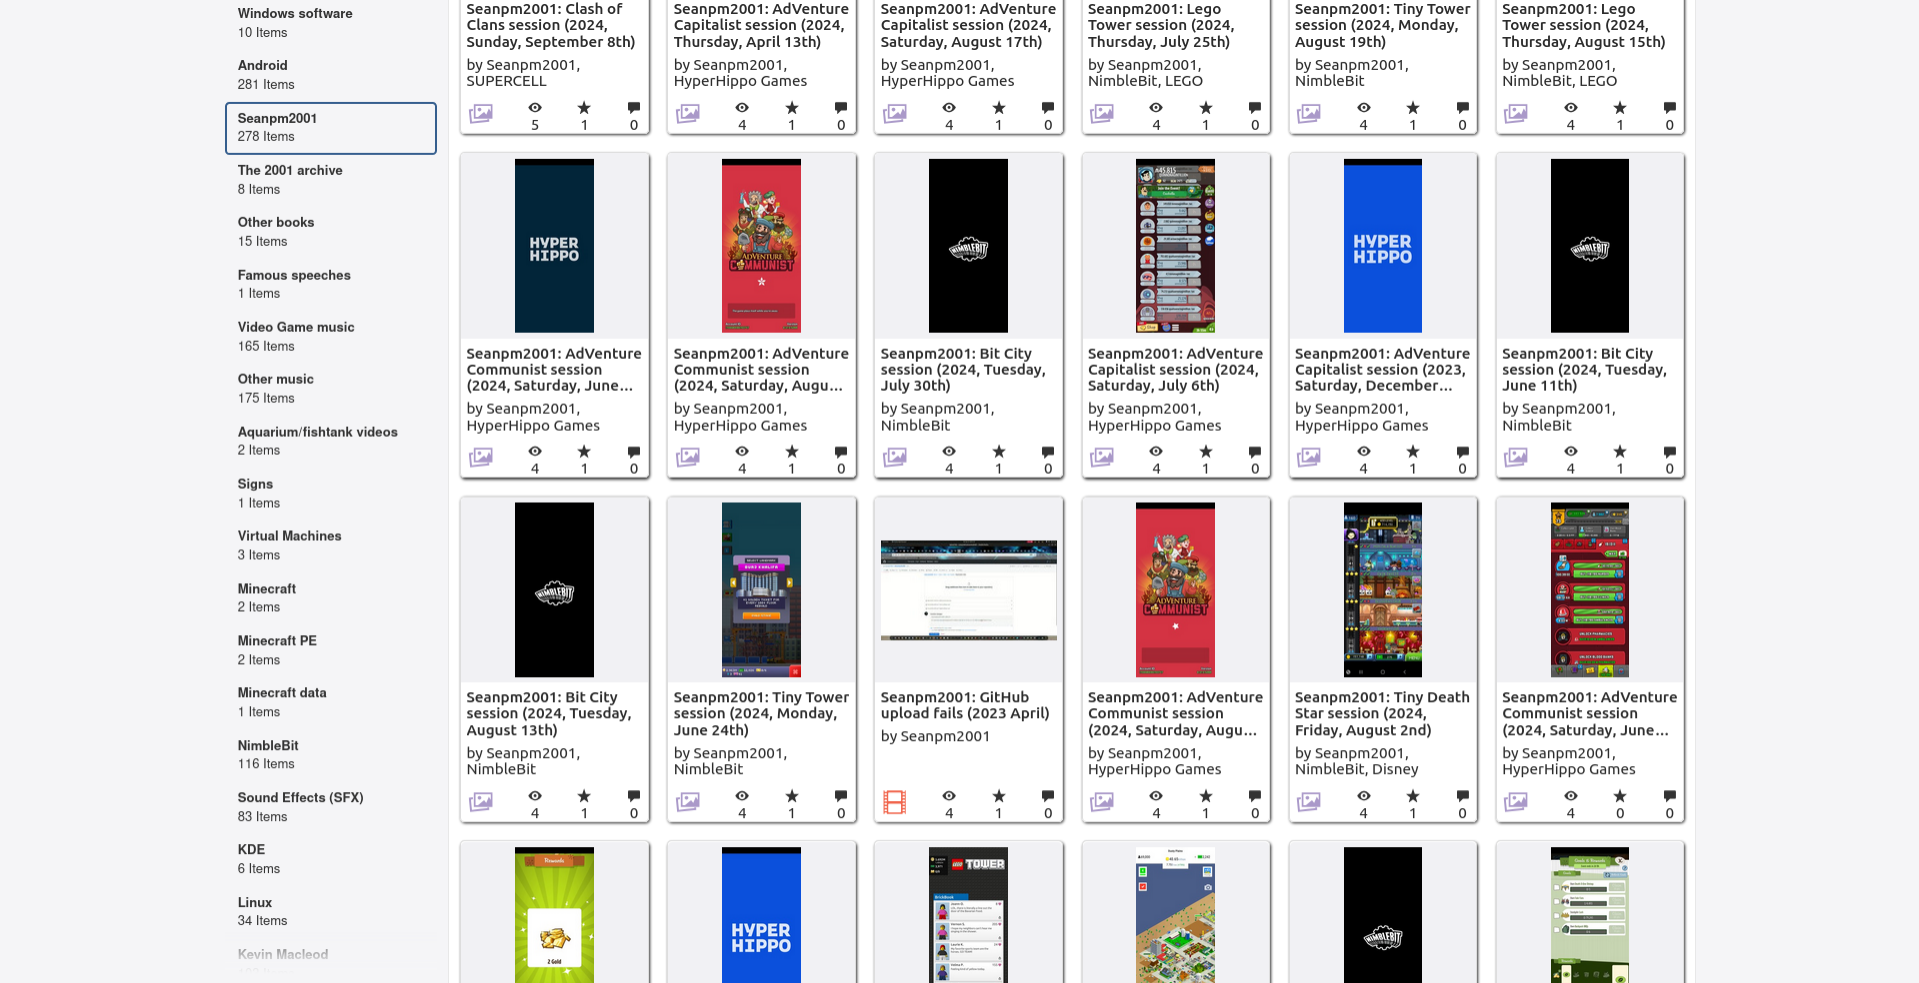 Windows software
10 Items
Android
281 Items
Seanpm2001
278 Items
The 2001 archive
8 Items
Other books
15 Items
Famous speeches
1 Items
Video Game music
165 Items
Other music
175 Items
Aquarium/fishtank videos
2 Items
Signs
1 Items
Virtual Machines
3 Items
Minecraft
2 Items
Minecraft PE
2 Items
Minecraft data
1 Items
NimbleBit
116 Items
Sound Effects (SFX)
83 Items
KDE
6 Items
Linux
34 Items
Kevin Macleod
Seanpm2001: Clash of
Clans session (2024,
Sunday, September 8th)
by Seanpm2001,
SUPERCELL
5 1 0
Seanpm2001: AdVenture
Capitalist session (2024,
Thursday, April 13th)
by Seanpm2001,
HyperHippo Games
4 1 0
Seanpm2001: AdVenture
Capitalist session (2024,
Saturday, August 17th)
by Seanpm2001,
HyperHippo Games
4 1 0
Seanpm2001: Lego
Tower session (2024,
Thursday, July 25th)
by Seanpm2001,
NimbleBit, LEGO
4 1 0
Seanpm2001: Tiny Tower
session (2024, Monday,
August 19th)
by Seanpm2001,
NimbleBit
4 1 0
Seanpm2001: Lego
Tower session (2024,
Thursday, August 15th)
by Seanpm2001,
NimbleBit, LEGO
4 1 0
HYPER
HIPPO
Seanpm2001: AdVenture
Communist session
(2024, Saturday, June...
by Seanpm2001,
HyperHippo Games
4 1 0
ADVENTURE
COMMUNIST
Seanpm2001: AdVenture
Communist session
(2024, Saturday, Augu...
by Seanpm2001,
HyperHippo Games
4 1 0
NIMBLEBIT
Seanpm2001: Bit City
session (2024, Tuesday,
July 30th)
by Seanpm2001,
NimbleBit
4 1 0
Seanpm2001: AdVenture
Capitalist session (2024,
Saturday, July 6th)
by Seanpm2001,
HyperHippo Games
4 1 0
HYPER
HIPPO
Seanpm2001: AdVenture
Capitalist session (2023,
Saturday, December...
by Seanpm2001,
HyperHippo Games
4 1 0
NIMBLEBIT
Seanpm2001: Bit City
session (2024, Tuesday,
June 11th)
by Seanpm2001,
NimbleBit
4 1 0
NIMBLEBIT
Seanpm2001: Bit City
session (2024, Tuesday,
August 13th)
by Seanpm2001,
NimbleBit
4 1 0
Seanpm2001: Tiny Tower
session (2024, Monday,
June 24th)
by Seanpm2001,
NimbleBit
4 1 0
Seanpm2001: GitHub
upload fails (2023 April)
by Seanpm2001
4 1 0
ADVENTURE
COMMUNIST
Seanpm2001: AdVenture
Communist session
(2024, Saturday, Augu...
by Seanpm2001,
HyperHippo Games
4 1 0
Seanpm2001: Tiny Death
Star session (2024,
Friday, August 2nd)
by Seanpm2001,
NimbleBit, Disney
4 1 0
Seanpm2001: AdVenture
Communist session
(2024, Saturday, June...
by Seanpm2001,
HyperHippo Games
4 0 0
Rewards
2 Gold
HYPER
HIPPO
LEGO TOWER
NIMBLEBIT